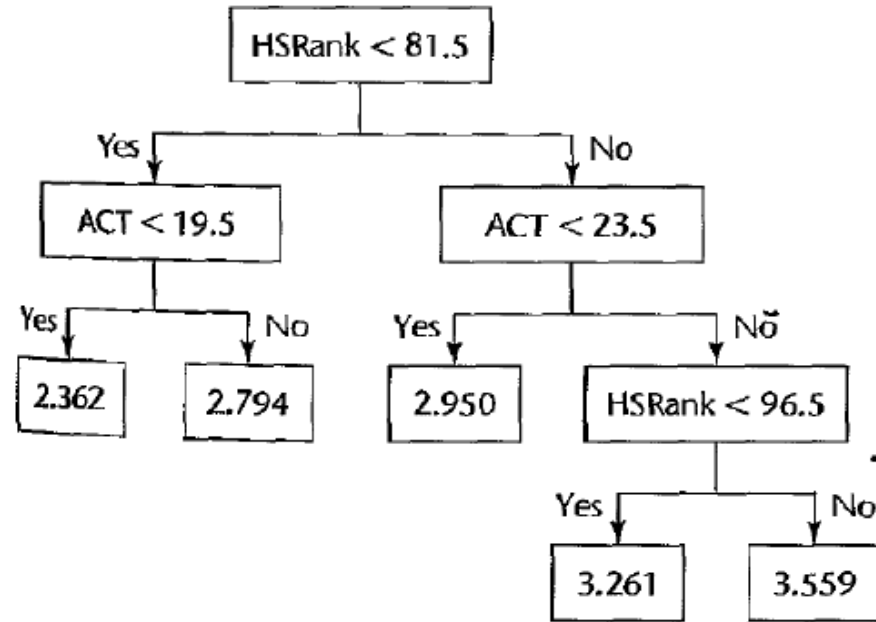 HSRank < 81.5
Yes
No
ACT < 19.5
ACT < 23.5
Yes
No
Yes
No
2.362
2.794
2.950
HSRank < 96.5
Yes
No
3.261
3.559